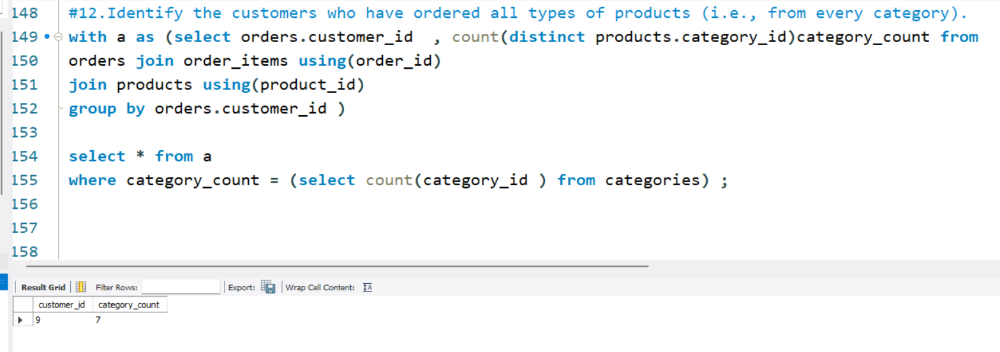 148 #12.Identify the customers who have ordered all types of products (i.e., from every category).
149 with a as (select orders.customer_id , count(distinct products.category_id)category_count from
150 orders join order_items using(order_id)
151 join products using(product_id)
152 group by orders.customer_id )
153
154 select * from a
155 where category_count = (select count(category_id ) from categories) ;
156
157
158
Result Grid Filter Rows: Export: Wrap Cell Content:
customer_id category_count
9 7